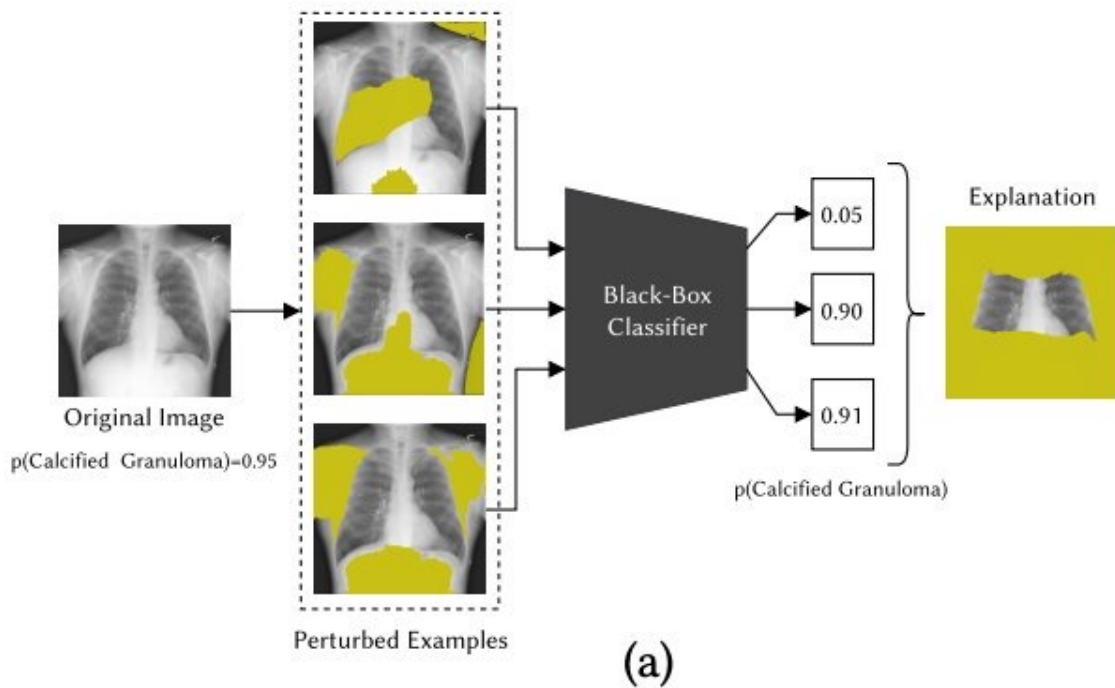 Original Image
p(Calcified Granuloma)=0.95
Perturbed Examples
Black-Box
Classifier
0.05
0.90
0.91
p(Calcified Granuloma)
Explanation
(a)